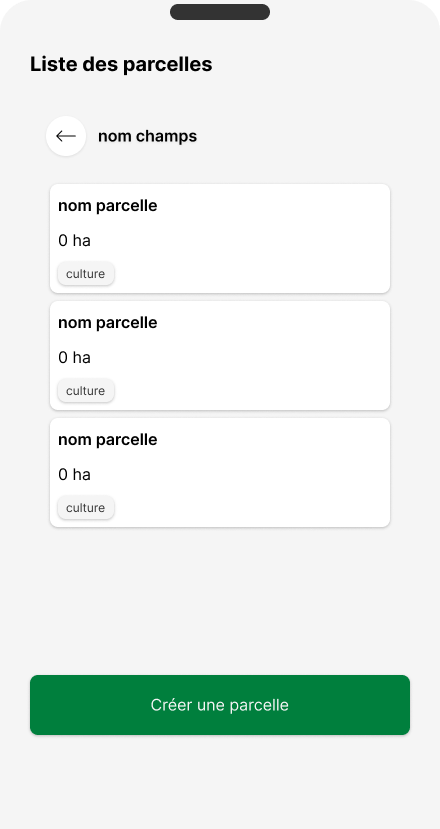 Liste des parcelles
nom champs
nom parcelle
0 ha
culture
nom parcelle
0 ha
culture
nom parcelle
0 ha
culture
Créer une parcelle